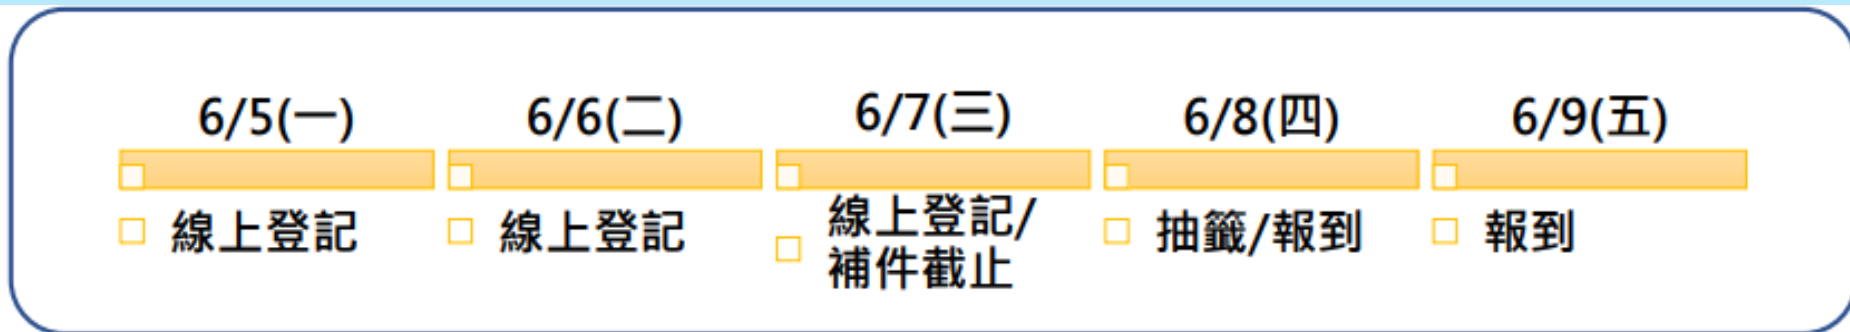 6/5(一)
6/6(二)
6/7(三)
6/8(四)
6/9(五)
線上登記
線上登記
線上登記/
補件截止
抽籤/報到
報到